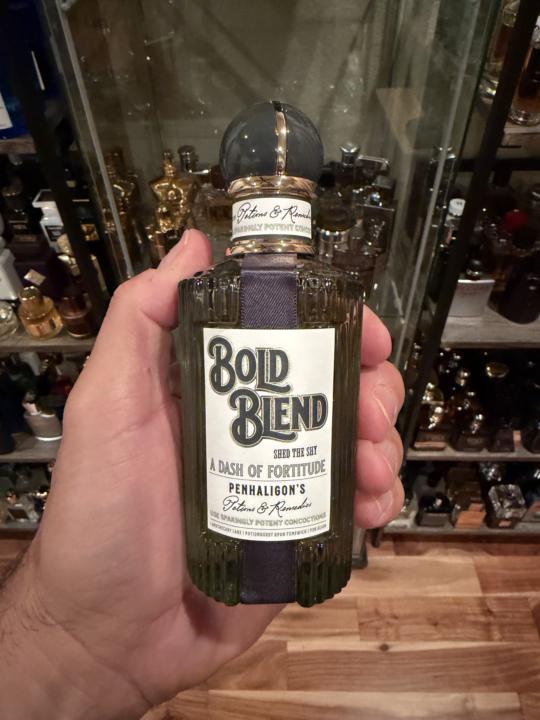 Potions & Remedies
SPARINGLY POTENT CONCOCT
BOLD
BLEND
SHED THE SHY
A DASH OF FORTITUDE
PENHALIGON'S
Potions & Remedies
USE SPARINGLY POTENT CONCOCTIONS